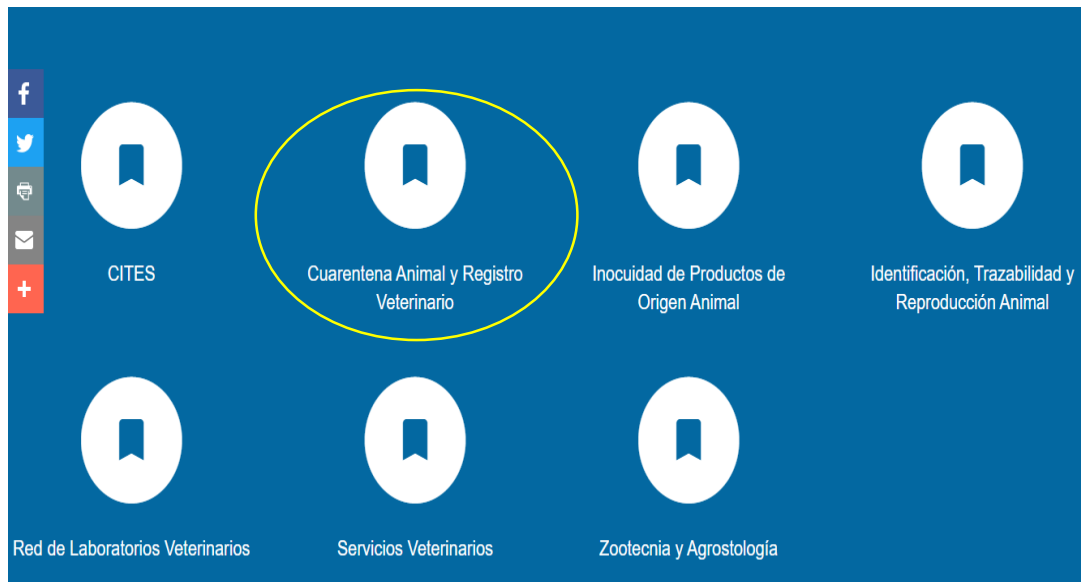 CITES
Cuarentena Animal y Registro
Veterinario
Inocuidad de Productos de
Origen Animal
Identificación, Trazabilidad y
Reproducción Animal
Red de Laboratorios Veterinarios
Servicios Veterinarios
Zootecnia y Agrostología